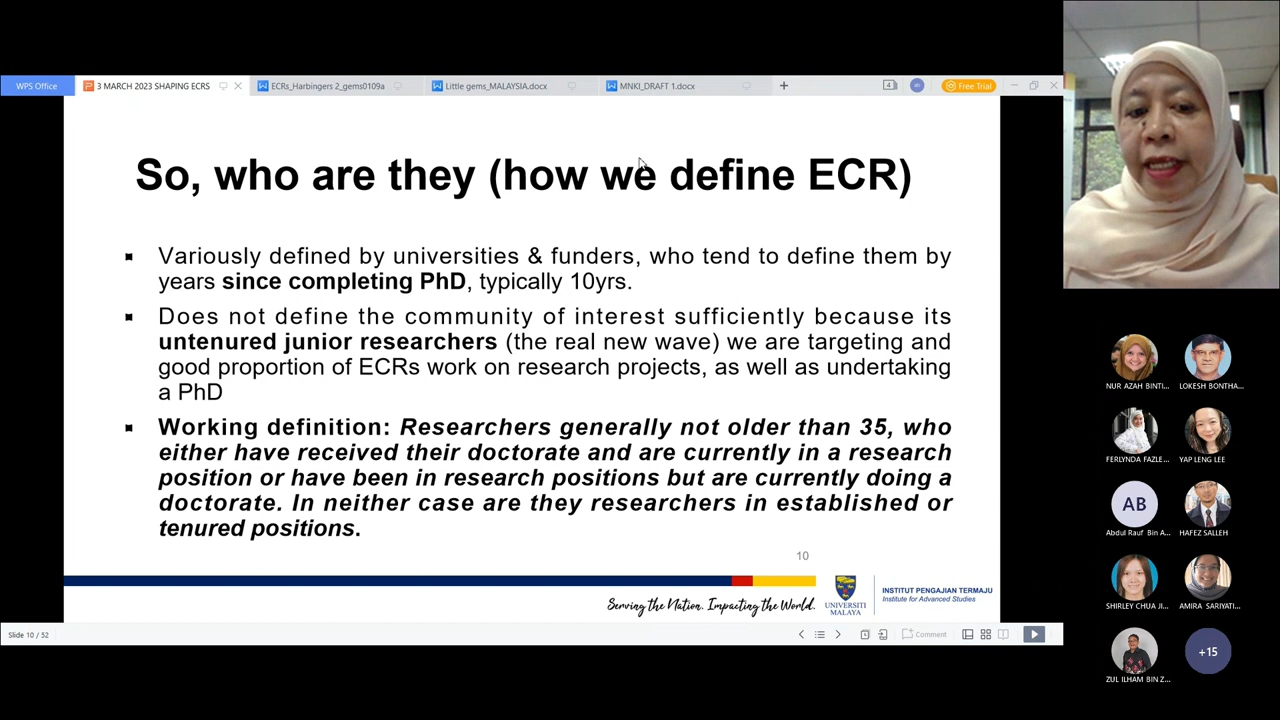 WPS Office
3 MARCH 2023 SHAPING ECRS
ECRs_Harbingers 2_gems0109a
Little gems_MALAYSIA.docx
MNKI_DRAFT 1.docx
Free Trial
So, who are they (how we define ECR)
Variously defined by universities & funders, who tend to define them by
years since completing PhD, typically 10yrs.
Does not define the community of interest sufficiently because its
untenured junior researchers (the real new wave) we are targeting and
good proportion of ECRs work on research projects, as well as undertaking
a PhD
Working definition: Researchers generally not older than 35, who
either have received their doctorate and are currently in a research
position or have been in research positions but are currently doing a
doctorate. In neither case are they researchers in established or
tenured positions.
10
Serving the Nation. Impacting the World.
UNIVERSITI
MALAYA
INSTITUT PENGAJIAN TERMAJU
Institute for Advanced Studies
Slide 10 / 52
Comment
NUR AZAH BINTI...
LOKESH BONTHA...
FERLYNDA FAZLE...
YAP LENG LEE
AB
Abdul Rauf Bin A...
HAFEZ SALLEH
SHIRLEY CHUA JI...
AMIRA SARIYATI...
ZUL ILHAM BIN Z...
+15